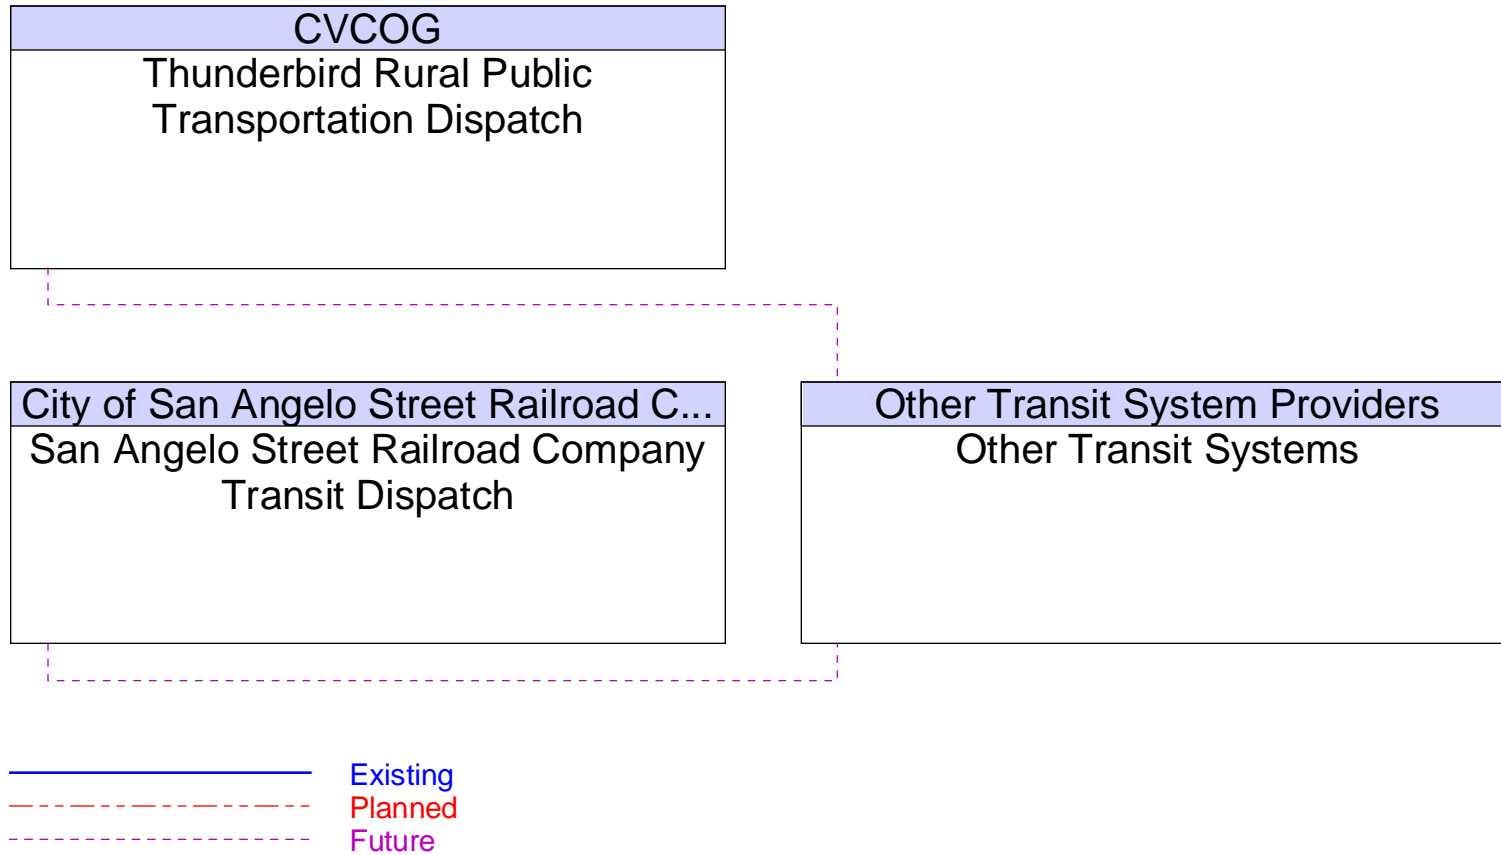 CVCOG
Thunderbird Rural Public
Transportation Dispatch
City of San Angelo Street Railroad C...
San Angelo Street Railroad Company
Transit Dispatch
Other Transit System Providers
Other Transit Systems
Existing
Planned
Future